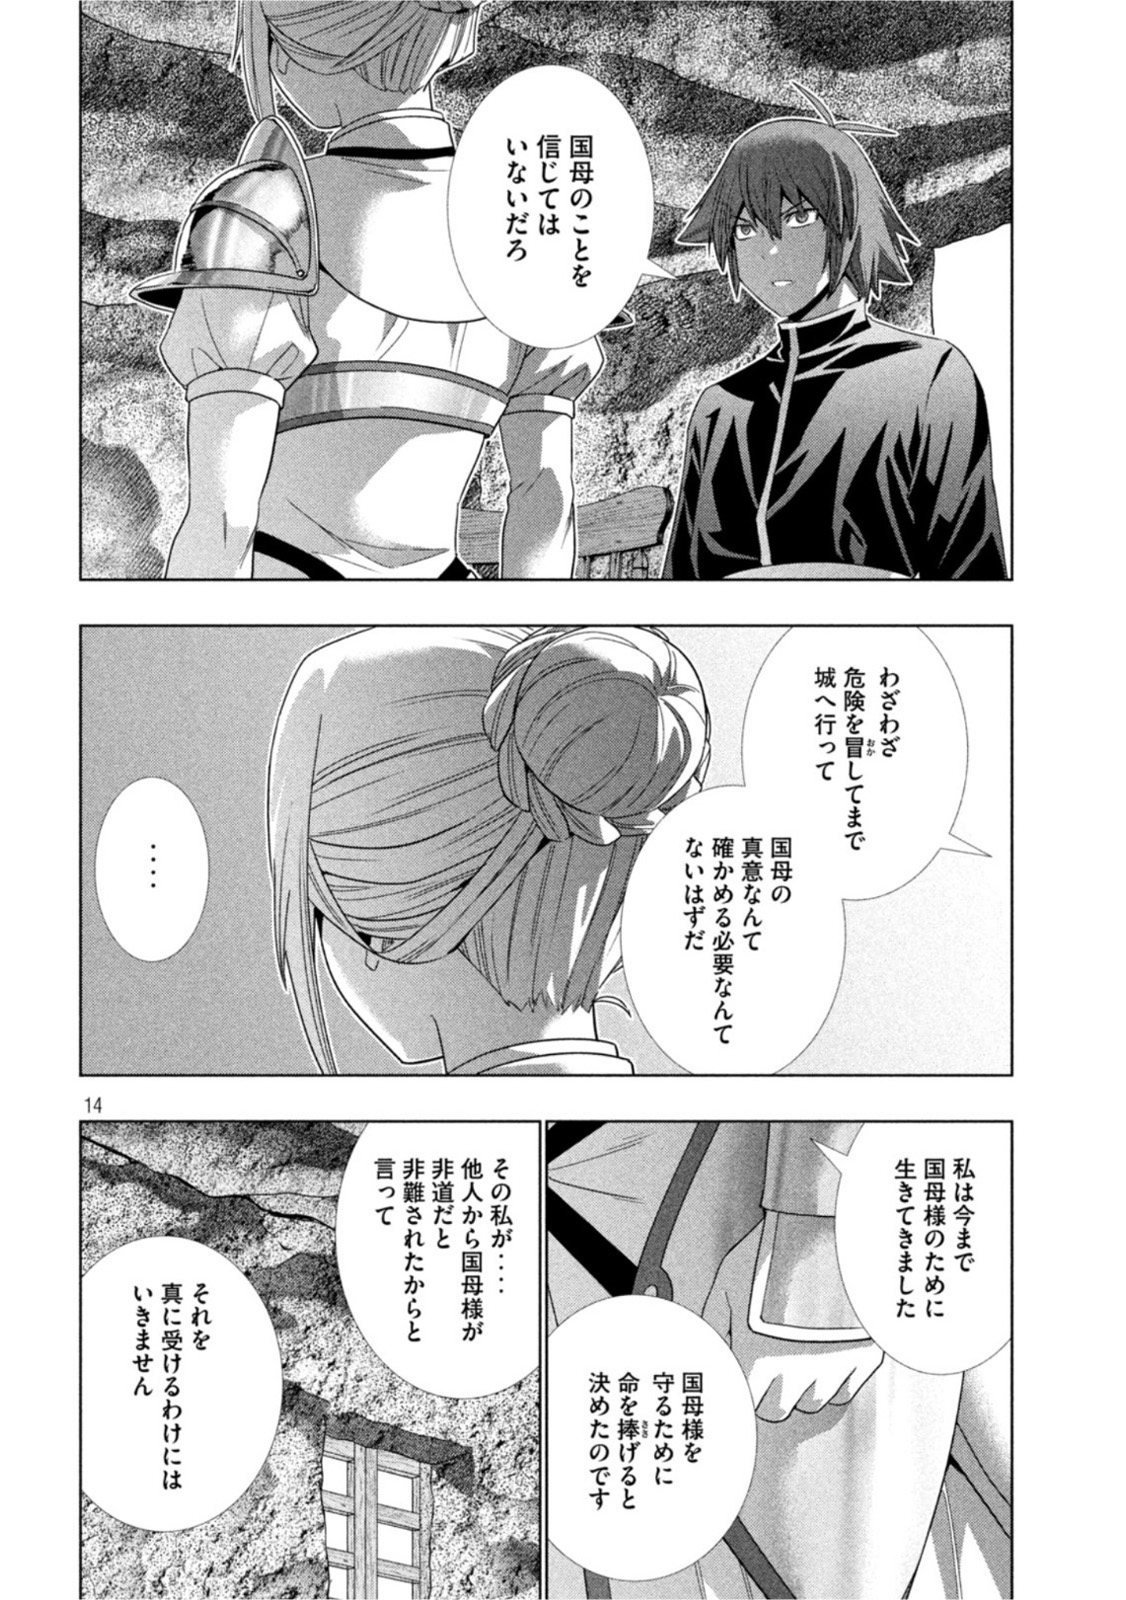 国母のことを
信じては
いないだろ
わざわざ
危険を冒してまで
おか
城へ行って
国母の
真意なんて
確かめる必要なんて
ないはずだ
・・・・
14
私は今まで
国母様のために
生きてきました
国母様を
守るために
命を捧げると
ささ
決めたのです
その私が・・・・
他人から国母様が
非道だと
非難されたからと
言って
それを
真に受けるわけには
いきません